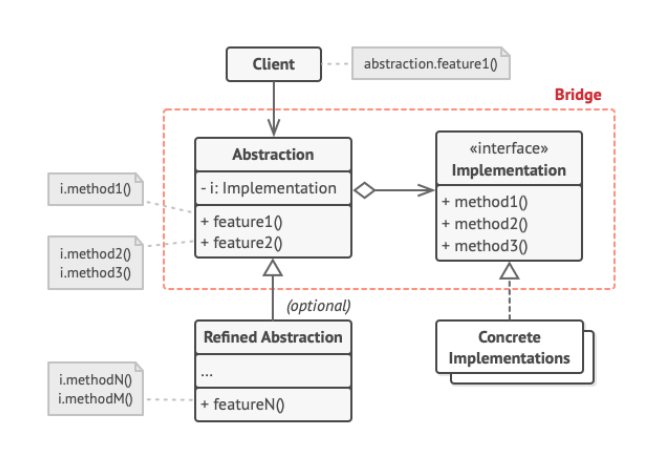 Client
abstraction.feature1()
Bridge
Abstraction
- i: Implementation
+ feature1()
+ feature2()
«interface»
Implementation
+ method1()
+ method2()
+ method3()
i.method1()
i.method2()
i.method3()
(optional)
Refined Abstraction
...
+ featureN()
Concrete
Implementations
i.methodN()
i.methodM()